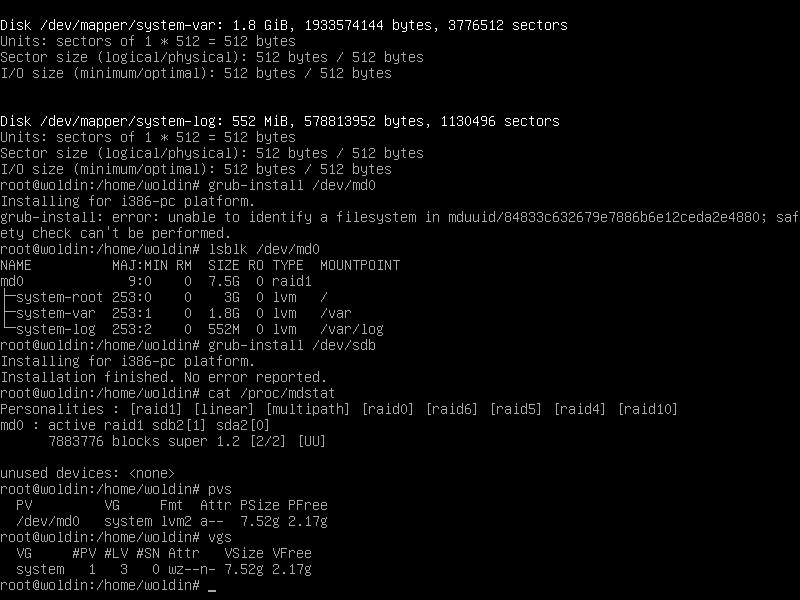 Disk /dev/mapper/system-var: 1.8 GiB, 1933574144 bytes, 3776512 sectors
Units: sectors of 1 * 512 = 512 bytes
Sector size (logical/physical): 512 bytes / 512 bytes
I/O size (minimum/optimal): 512 bytes / 512 bytes
Disk /dev/mapper/system-log: 552 MiB, 578813952 bytes, 1130496 sectors
Units: sectors of 1 * 512 = 512 bytes
Sector size (logical/physical): 512 bytes / 512 bytes
I/O size (minimum/optimal): 512 bytes / 512 bytes
root@woldin:/home/woldin# grub-install /dev/md0
Installing for i386-pc platform.
grub-install: error: unable to identify a filesystem in mduuid/84833c632679e7886b6e12ceda2e4880; saf
ety check can't be performed.
root@woldin:/home/woldin# lsblk /dev/md0
NAME          MAJ:MIN RM  SIZE RO TYPE  MOUNTPOINT
md0             9:0    0  7.5G  0 raid1
├─system-root 253:0    0    3G  0 lvm   /
├─system-var  253:1    0  1.8G  0 lvm   /var
└─system-log  253:2    0  552M  0 lvm   /var/log
root@woldin:/home/woldin# grub-install /dev/sdb
Installing for i386-pc platform.
Installation finished. No error reported.
root@woldin:/home/woldin# cat /proc/mdstat
Personalities : [raid1] [linear] [multipath] [raid0] [raid6] [raid5] [raid4] [raid10]
md0 : active raid1 sdb2[1] sda2[0]
      7883776 blocks super 1.2 [2/2] [UU]
unused devices: <none>
root@woldin:/home/woldin# pvs
  PV         VG     Fmt  Attr PSize PFree
  /dev/md0   system lvm2 a--  7.52g 2.17g
root@woldin:/home/woldin# vgs
  VG     #PV #LV #SN Attr   VSize VFree
  system   1   3   0 wz--n- 7.52g 2.17g
root@woldin:/home/woldin# _